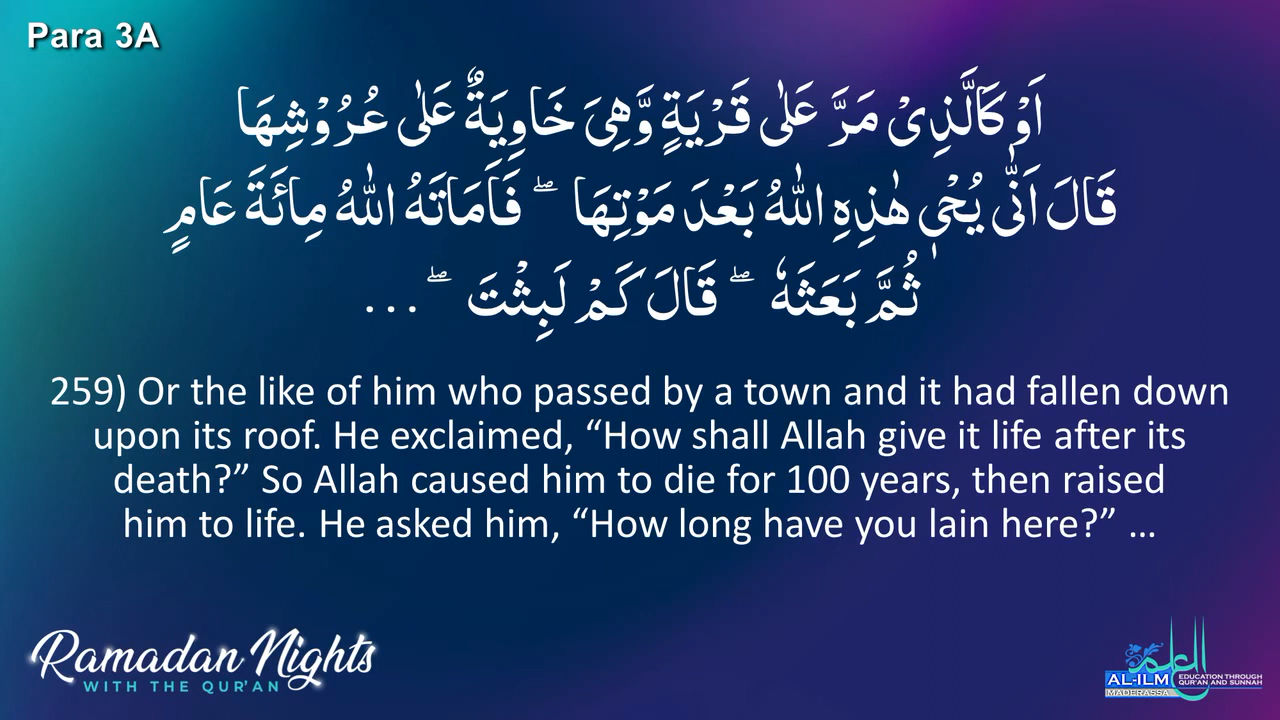 Para 3A
اَوْ كَالَّذِیْ مَرَّ عَلٰی قَرْیَةٍ وَّهِیَ خَاوِیَةٌ عَلٰی عُرُوْشِهَا
قَالَ اَنّٰی یُحْیٖ هٰذِهِ اللّٰهُ بَعْدَ مَوْتِهَا ۖ فَاَمَاتَهُ اللّٰهُ مِائَةَ عَامٍ
ثُمَّ بَعَثَهٗ ۖ قَالَ كَمْ لَبِثْتَ ۖ ...
259) Or the like of him who passed by a town and it had fallen down
upon its roof. He exclaimed, “How shall Allah give it life after its
death?” So Allah caused him to die for 100 years, then raised
him to life. He asked him, “How long have you lain here?” ...
Ramadan Nights
WITH THE QUR'AN
العلم
AL-ILM
MADERASSA
EDUCATION THROUGH
QUR'AN AND SUNNAH